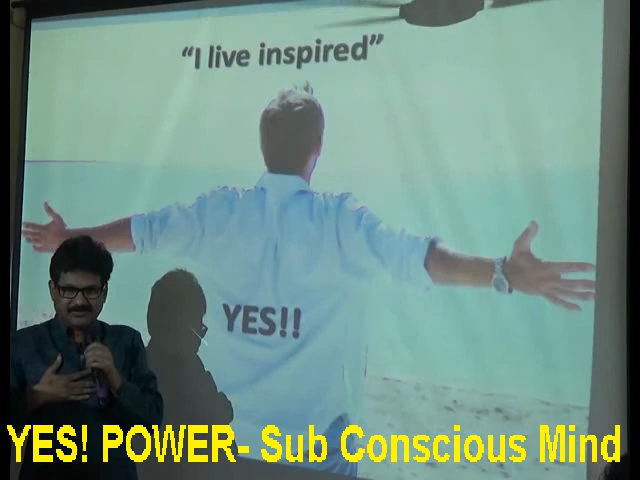 “I live inspired”
YES!!
YES! POWER- Sub Conscious Mind